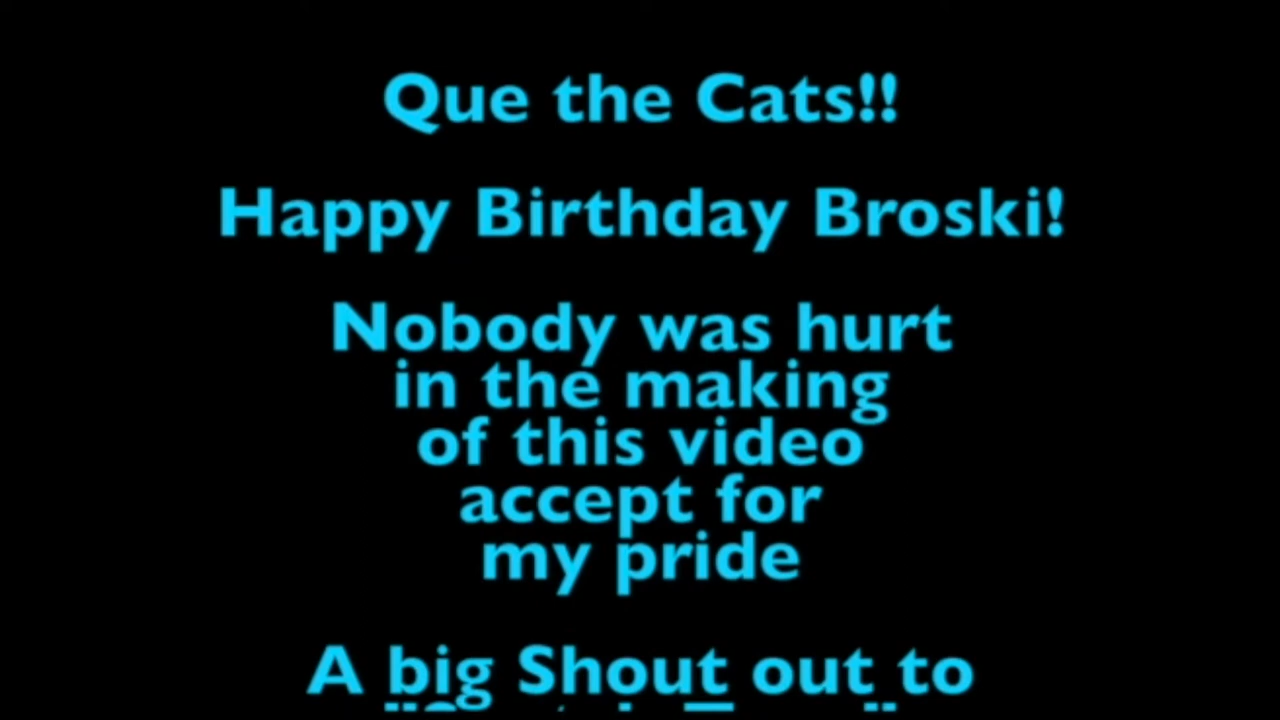 Que the Cats!!
Happy Birthday Broski!
Nobody was hurt
in the making
of this video
accept for
my pride
A big Shout out to